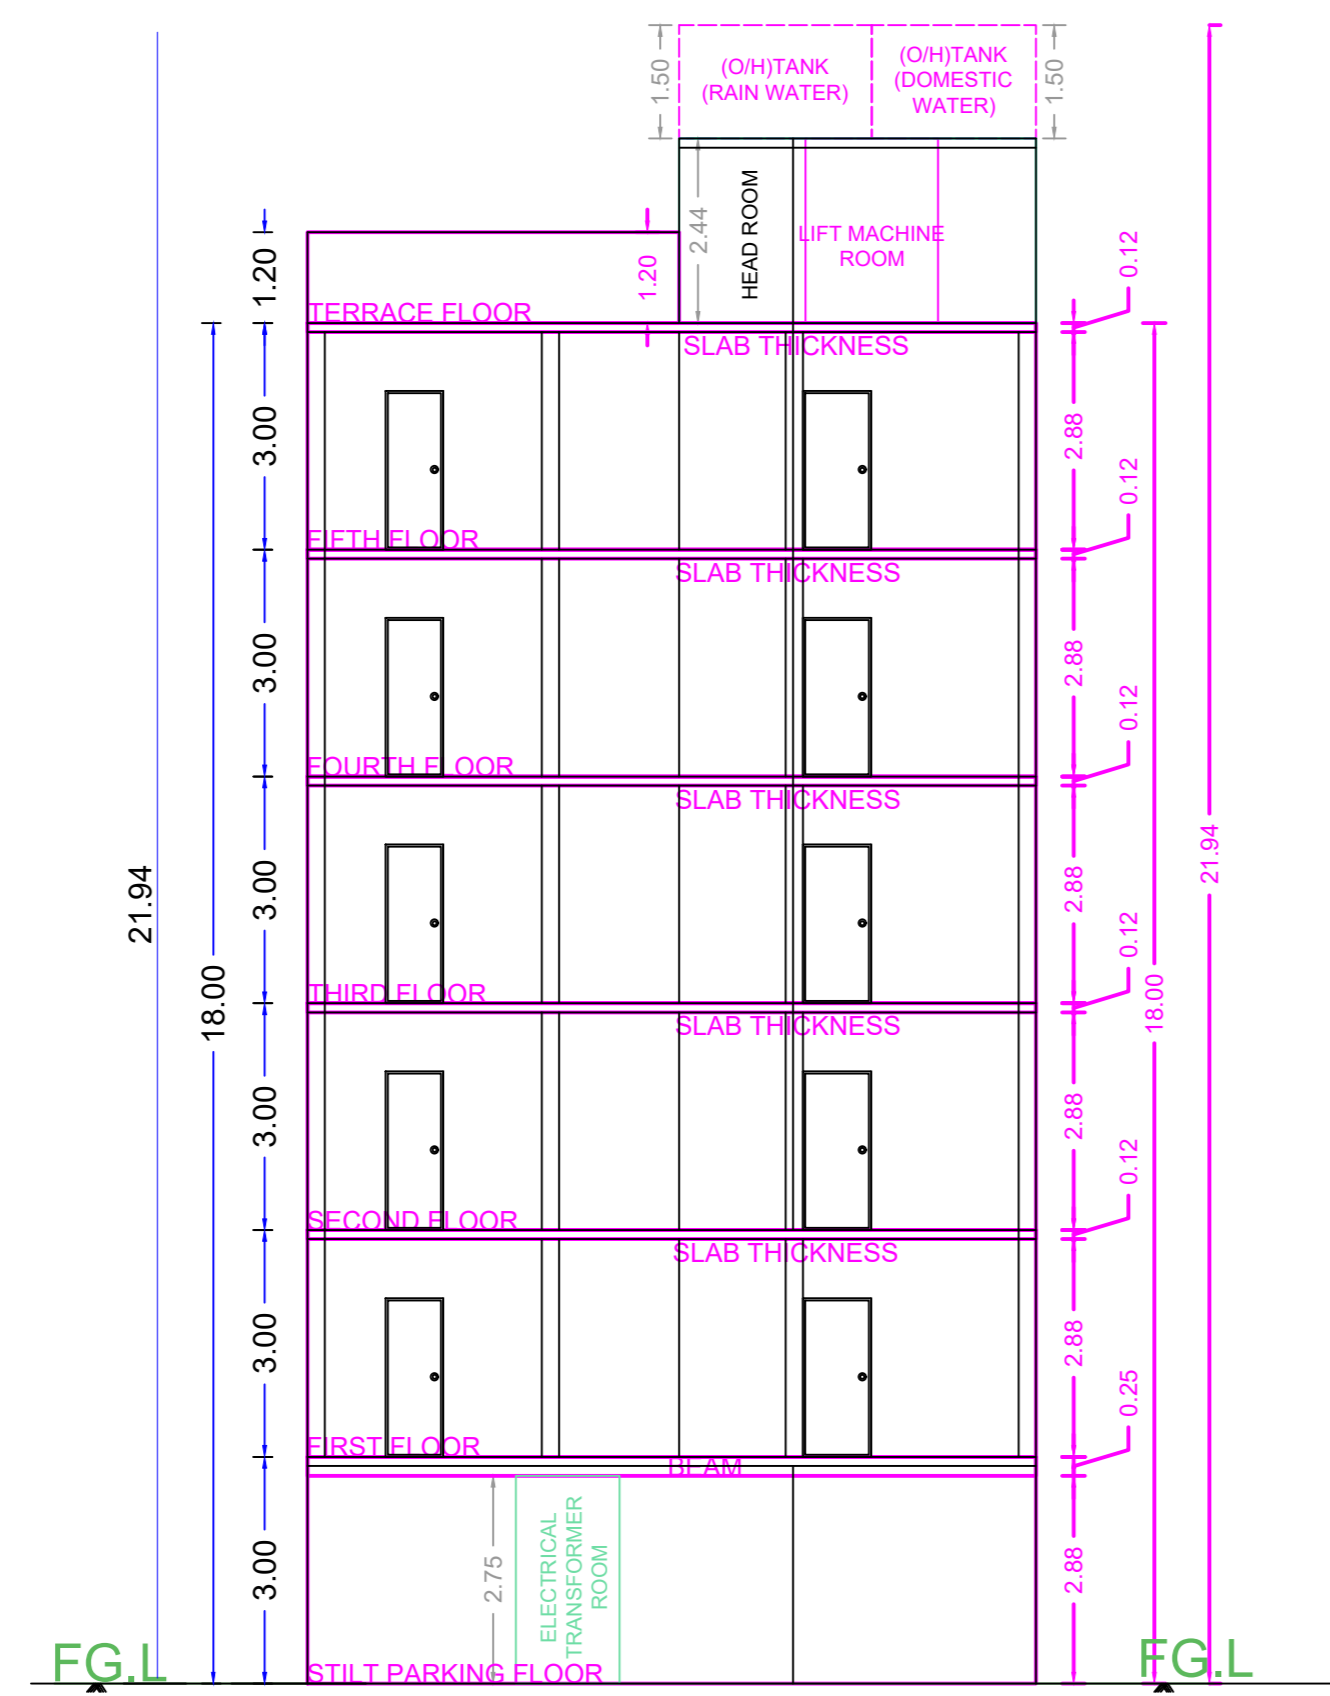 (O/H)TANK
(RAIN WATER)
(O/H)TANK
(DOMESTIC
WATER)
1.50
1.50
2.44
HEAD ROOM
LIFT MACHINE
ROOM
1.20
1.20
0.12
TERRACE FLOOR
SLAB THICKNESS
3.00
2.88
0.12
FIFTH FLOOR
SLAB THICKNESS
3.00
2.88
0.12
FOURTH FLOOR
SLAB THICKNESS
21.94
3.00
2.88
21.94
0.12
THIRD FLOOR
18.00
18.00
SLAB THICKNESS
3.00
2.88
0.12
SECOND FLOOR
SLAB THICKNESS
3.00
2.88
0.25
FIRST FLOOR
BEAM
3.00
2.75
ELECTRICAL
TRANSFORMER
ROOM
2.88
FG.L
STILT PARKING FLOOR
FG.L